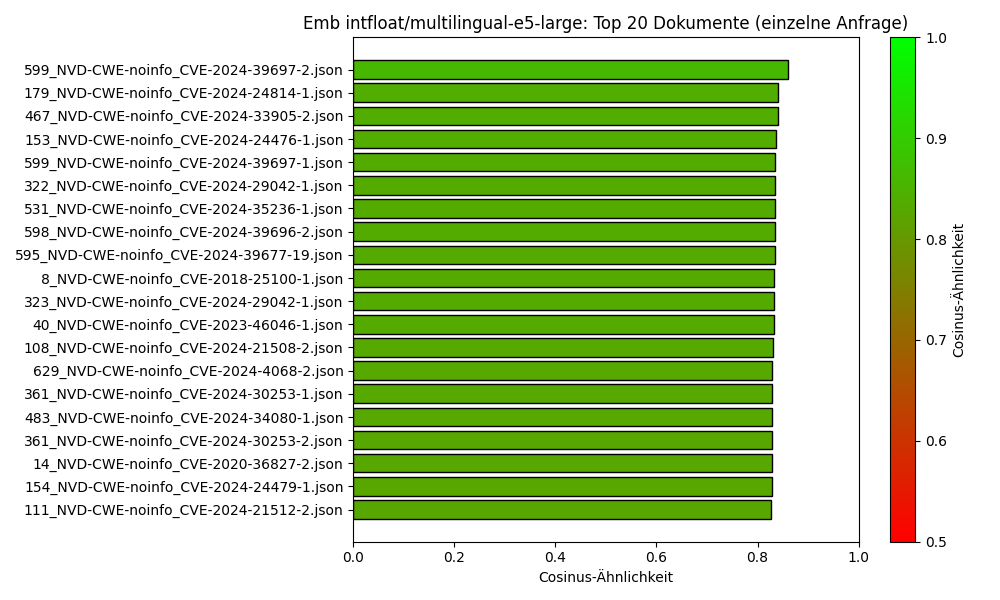 Emb intfloat/multilingual-e5-large: Top 20 Dokumente (einzelne Anfrage)
599_NVD-CWE-noinfo_CVE-2024-39697-2.json
179_NVD-CWE-noinfo_CVE-2024-24814-1.json
467_NVD-CWE-noinfo_CVE-2024-33905-2.json
153_NVD-CWE-noinfo_CVE-2024-24476-1.json
599_NVD-CWE-noinfo_CVE-2024-39697-1.json
322_NVD-CWE-noinfo_CVE-2024-29042-1.json
531_NVD-CWE-noinfo_CVE-2024-35236-1.json
598_NVD-CWE-noinfo_CVE-2024-39696-2.json
595_NVD-CWE-noinfo_CVE-2024-39677-19.json
8_NVD-CWE-noinfo_CVE-2018-25100-1.json
323_NVD-CWE-noinfo_CVE-2024-29042-1.json
40_NVD-CWE-noinfo_CVE-2023-46046-1.json
108_NVD-CWE-noinfo_CVE-2024-21508-2.json
629_NVD-CWE-noinfo_CVE-2024-4068-2.json
361_NVD-CWE-noinfo_CVE-2024-30253-1.json
483_NVD-CWE-noinfo_CVE-2024-34080-1.json
361_NVD-CWE-noinfo_CVE-2024-30253-2.json
14_NVD-CWE-noinfo_CVE-2020-36827-2.json
154_NVD-CWE-noinfo_CVE-2024-24479-1.json
111_NVD-CWE-noinfo_CVE-2024-21512-2.json
0.0 0.2 0.4 0.6 0.8 1.0
Cosinus-Ähnlichkeit
1.0
0.9
0.8
0.7
0.6
0.5
Cosinus-Ähnlichkeit